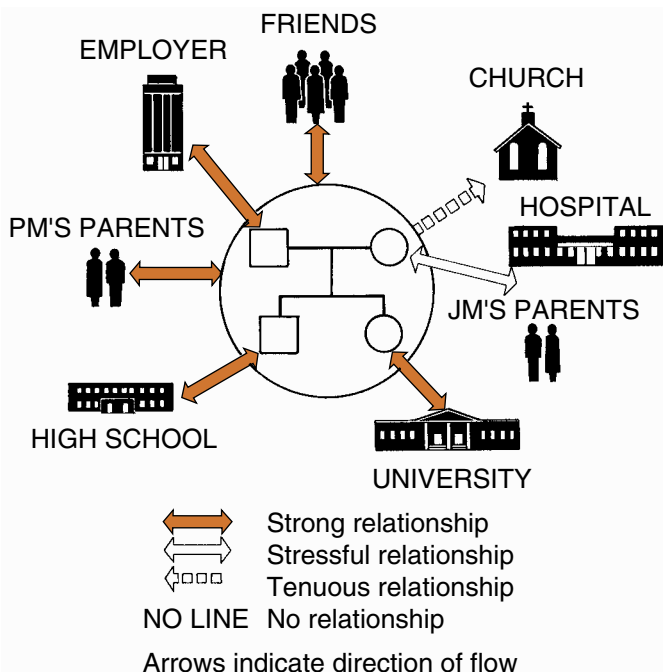 FRIENDS
EMPLOYER
CHURCH
HOSPITAL
PM'S PARENTS
JM'S PARENTS
HIGH SCHOOL
UNIVERSITY
Strong relationship
Stressful relationship
Tenuous relationship
NO LINE No relationship
Arrows indicate direction of flow